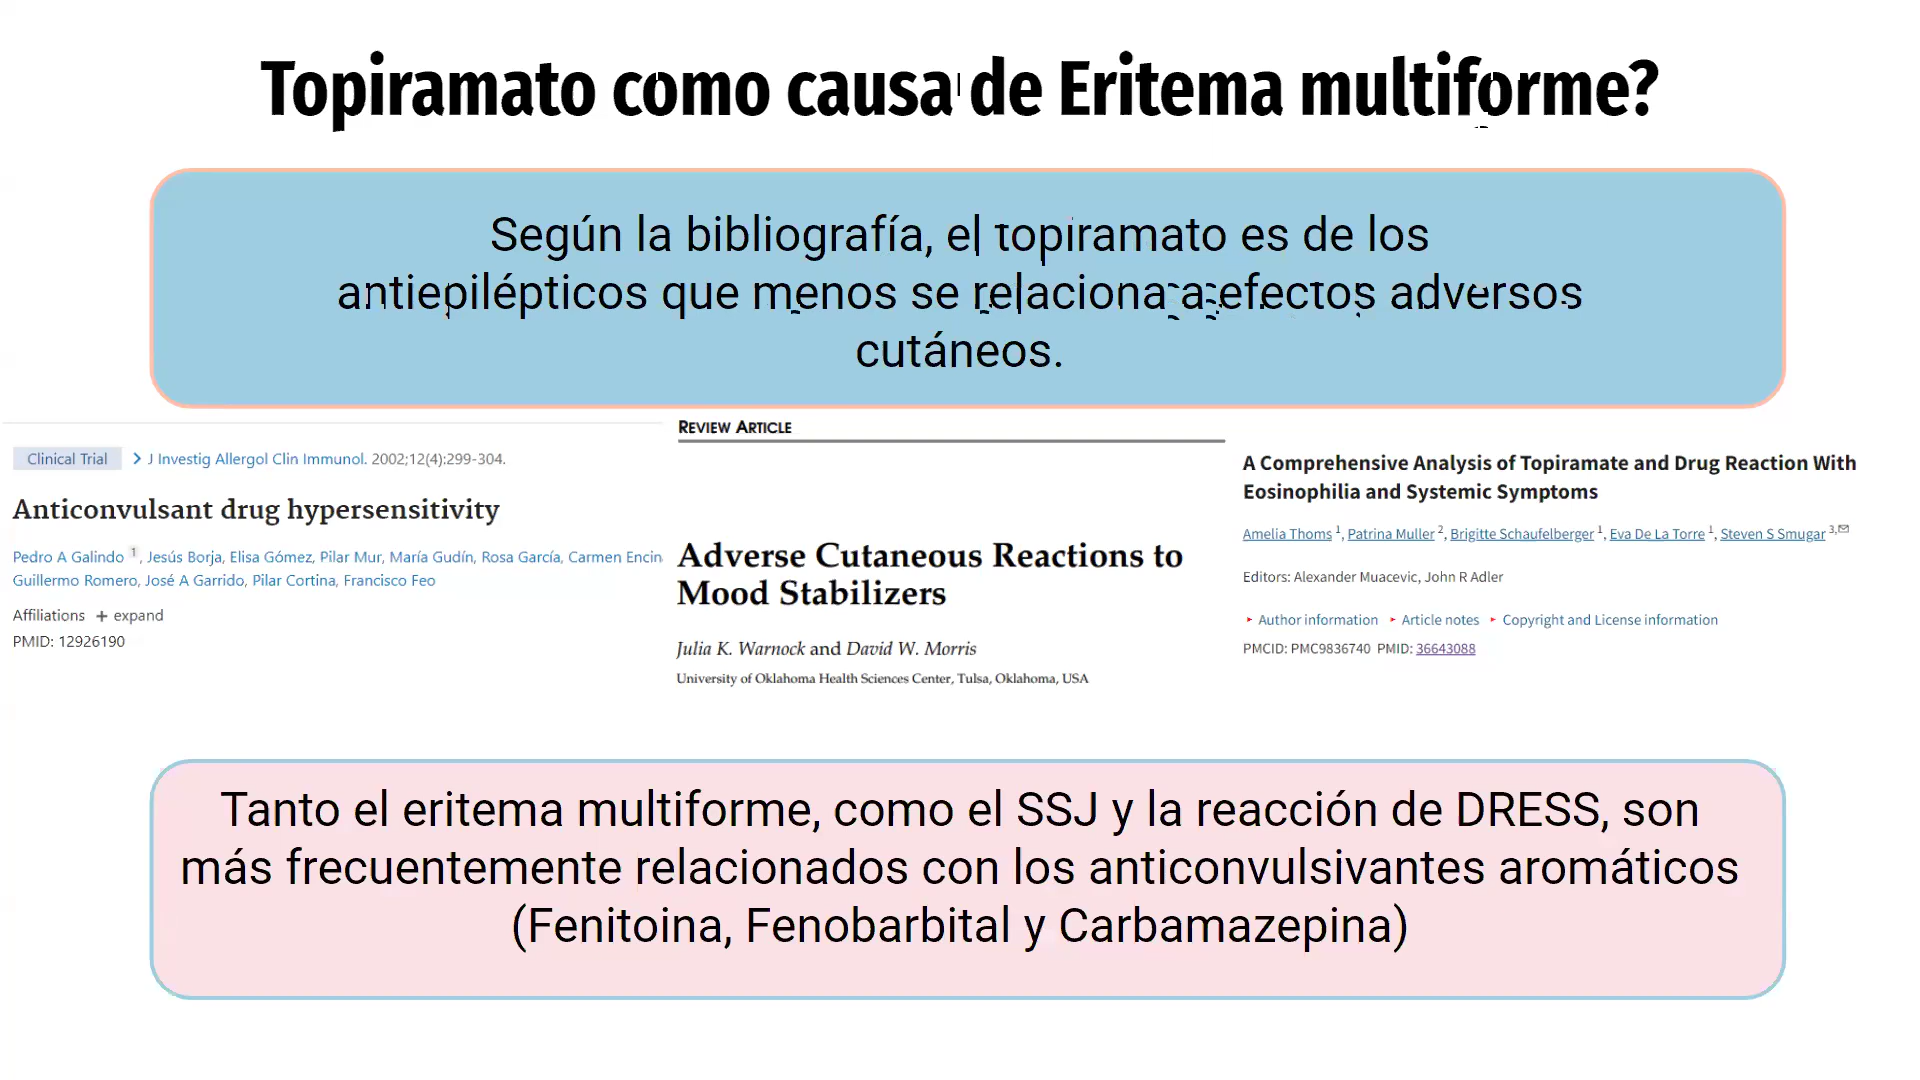 Topiramato como causa de Eritema multiforme?
Según la bibliografía, el topiramato es de los
antiepilépticos que menos se relaciona a efectos adversos
cutáneos.
Clinical Trial > J Investig Allergol Clin Immunol. 2002;12(4):299-304.
Anticonvulsant drug hypersensitivity
Pedro A Galindo 1, Jesús Borja, Elisa Gómez, Pilar Mur, María Gudín, Rosa García, Carmen Encin
Guillermo Romero, José A Garrido, Pilar Cortina, Francisco Feo
Affiliations + expand
PMID: 12926190
REVIEW ARTICLE
Adverse Cutaneous Reactions to
Mood Stabilizers
Julia K. Warnock and David W. Morris
University of Oklahoma Health Sciences Center, Tulsa, Oklahoma, USA
A Comprehensive Analysis of Topiramate and Drug Reaction With
Eosinophilia and Systemic Symptoms
Amelia Thoms 1, Patrina Muller 2, Brigitte Schaufelberger 1, Eva De La Torre 1, Steven S Smugar 3,✉
Editors: Alexander Muacevic, John R Adler
▸ Author information ▸ Article notes ▸ Copyright and License information
PMCID: PMC9836740 PMID: 36643088
Tanto el eritema multiforme, como el SSJ y la reacción de DRESS, son
más frecuentemente relacionados con los anticonvulsivantes aromáticos
(Fenitoina, Fenobarbital y Carbamazepina)